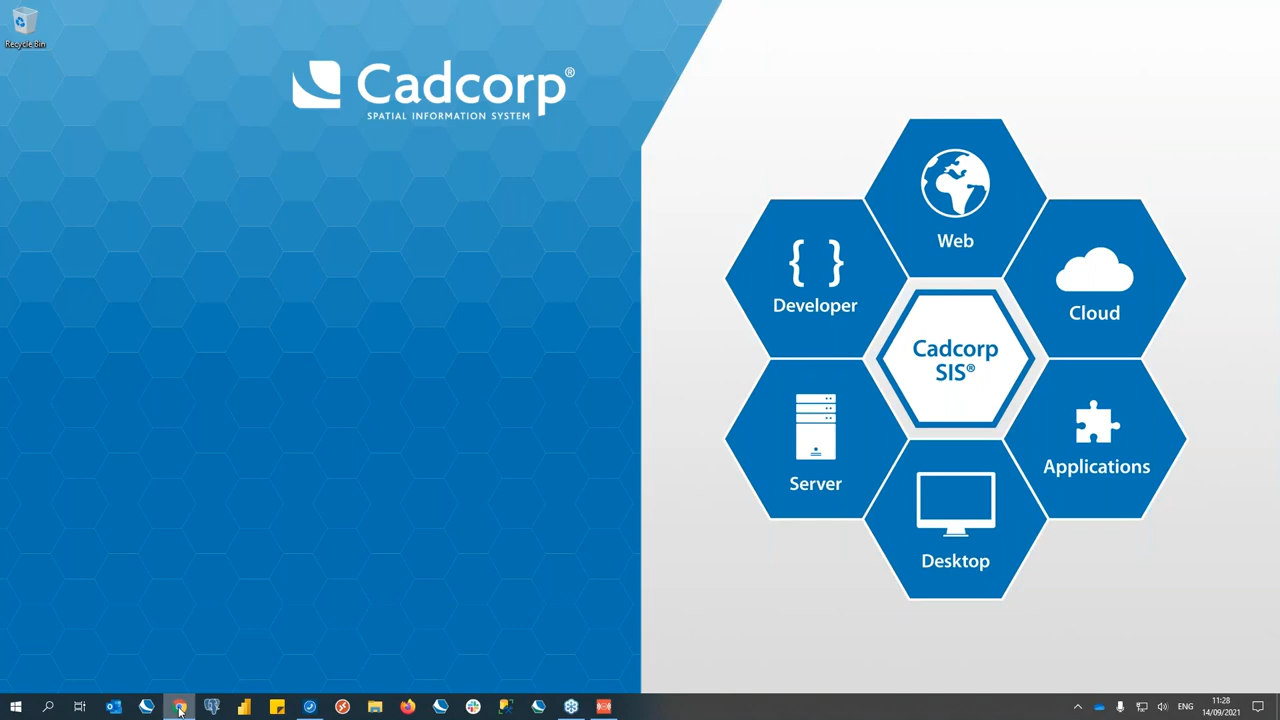 Recycle Bin
Cadcorp®
SPATIAL INFORMATION SYSTEM
Web
{ }
Developer
Cloud
Cadcorp
SIS®
Server
Applications
Desktop
ENG
11:28
14/09/2021